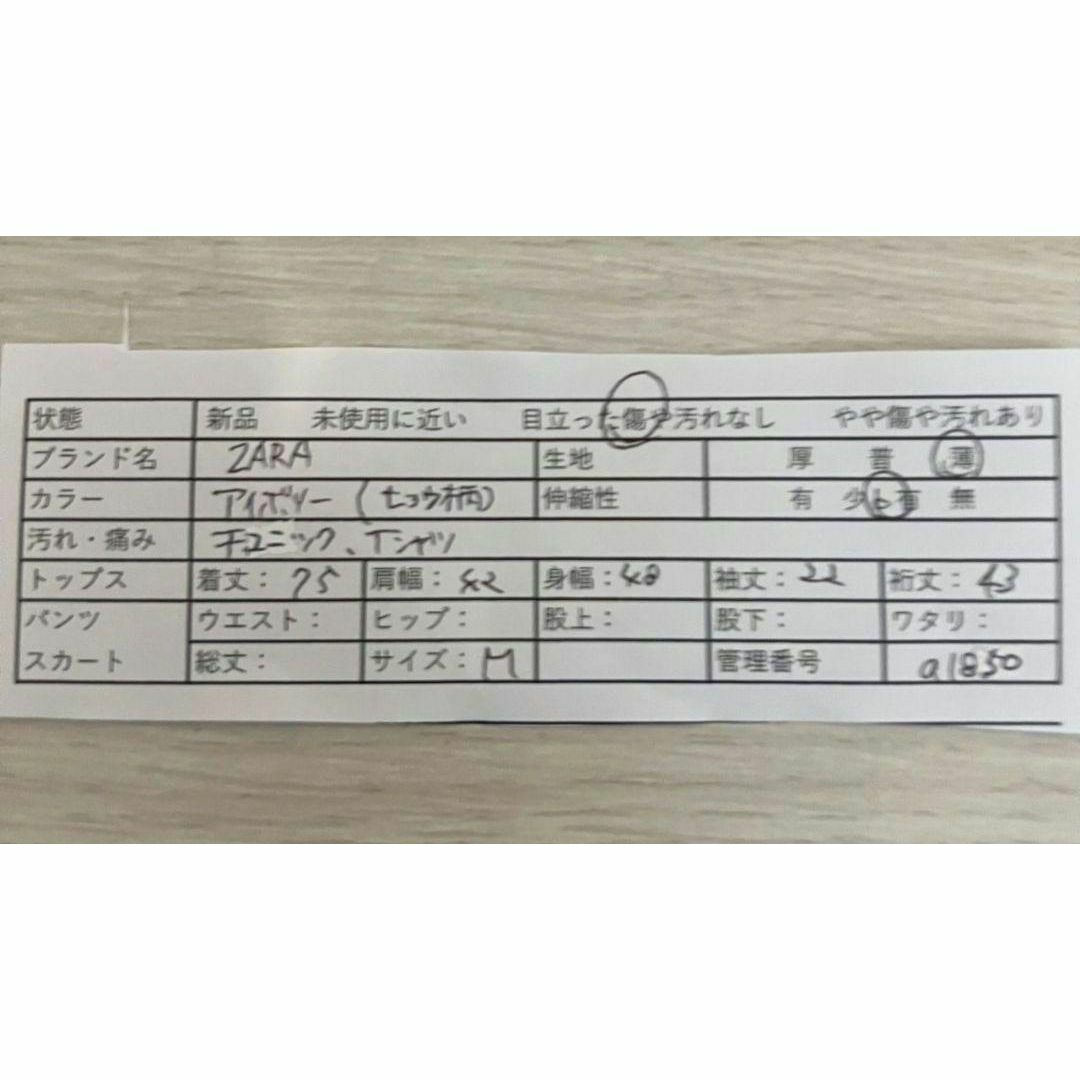 状態 新品 未使用に近い 目立った傷や汚れなし やや傷や汚れあり
ブランド名 ZARA 生地 厚 普 薄
カラー アイボリー(ヒョウ柄) 伸縮性 有 少し有 無
汚れ・痛み チュニック、Tシャツ
トップス 着丈:75 肩幅:42 身幅:48 袖丈:22 裄丈:43
パンツ ウエスト: ヒップ: 股上: 股下: ワタリ:
スカート 総丈: サイズ:M 管理番号 a1850